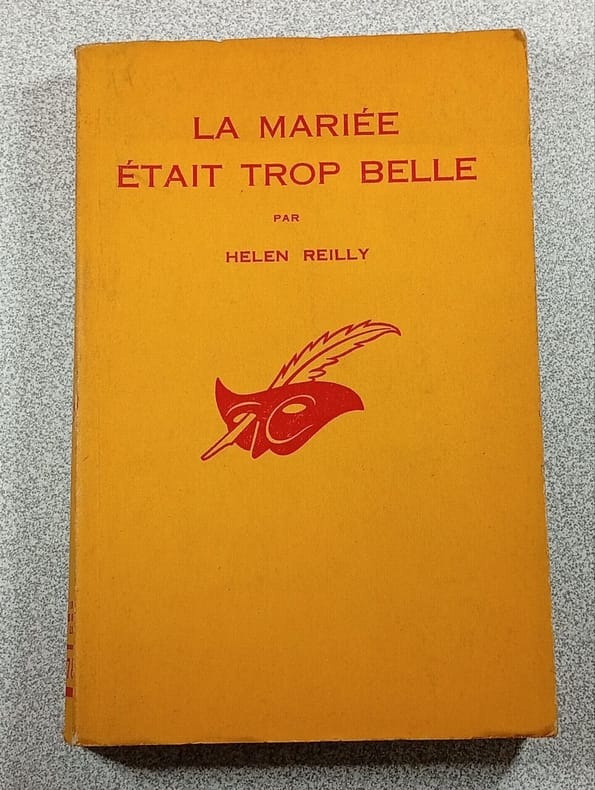 LA MARIÉE
ÉTAIT TROP BELLE
PAR
HELEN REILLY